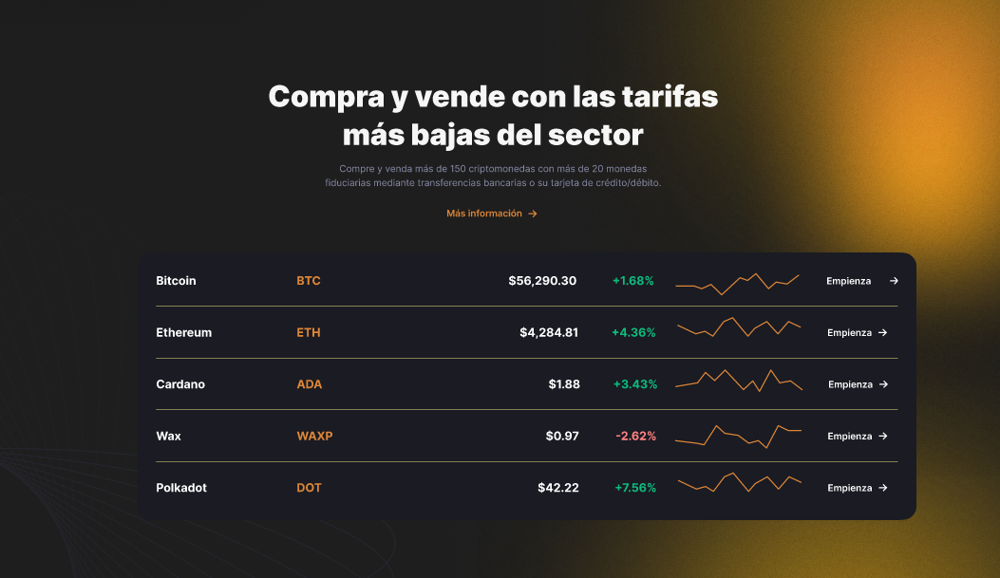 Compra y vende con las tarifas
más bajas del sector
Compre y venda más de 150 criptomonedas con más de 20 monedas
fiduciarias mediante transferencias bancarias o su tarjeta de crédito/débito.
Más información →
Bitcoin BTC $56,290.30 +1.68% Empienza →
Ethereum ETH $4,284.81 +4.36% Empienza →
Cardano ADA $1.88 +3.43% Empienza →
Wax WAXP $0.97 -2.62% Empienza →
Polkadot DOT $42.22 +7.56% Empienza →